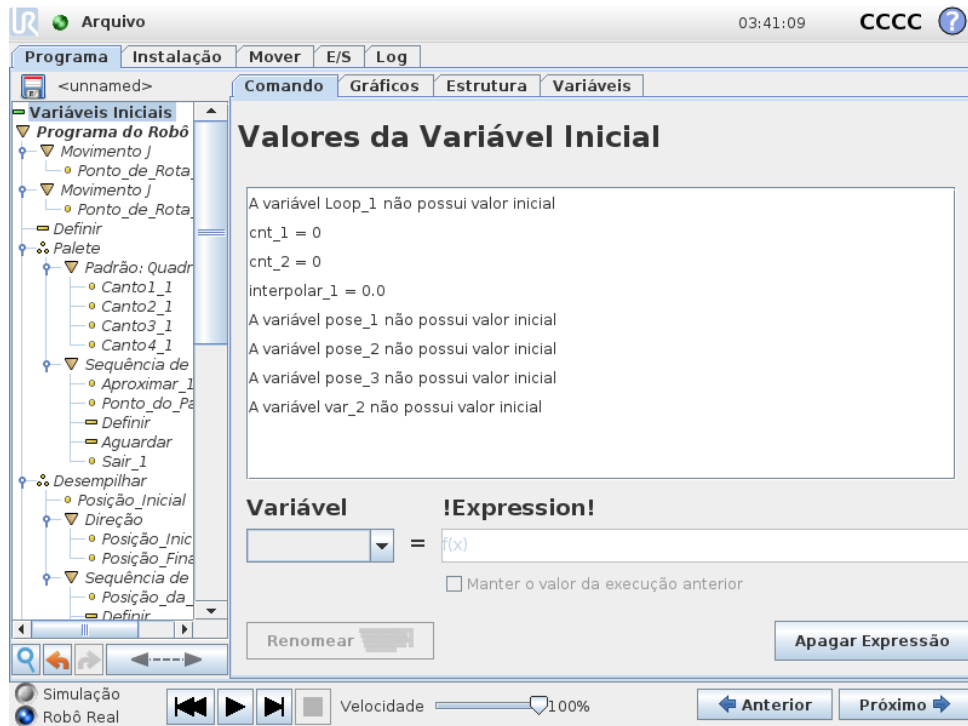 Arquivo
03:41:09
CCCC
?
Programa
Instalação
Mover
E/S
Log
<unnamed>
Comando
Gráficos
Estrutura
Variáveis
Variáveis Iniciais
Programa do Robô
Movimento J
Ponto_de_Rota_
Movimento J
Ponto_de_Rota_
Definir
Palete
Padrão: Quadr
Canto1_1
Canto2_1
Canto3_1
Canto4_1
Sequência de
Aproximar_1
Ponto_do_Pa
Definir
Aguardar
Sair_1
Desempilhar
Posição_Inicial
Direção
Posição_Inic
Posição_Fina
Sequência de
Posição_da_
Definir
Valores da Variável Inicial
A variável Loop_1 não possui valor inicial
cnt_1 = 0
cnt_2 = 0
interpolar_1 = 0.0
A variável pose_1 não possui valor inicial
A variável pose_2 não possui valor inicial
A variável pose_3 não possui valor inicial
A variável var_2 não possui valor inicial
Variável
!Expression!
=
f(x)
Manter o valor da execução anterior
Renomear
Apagar Expressão
Simulação
Robô Real
Velocidade
100%
Anterior
Próximo